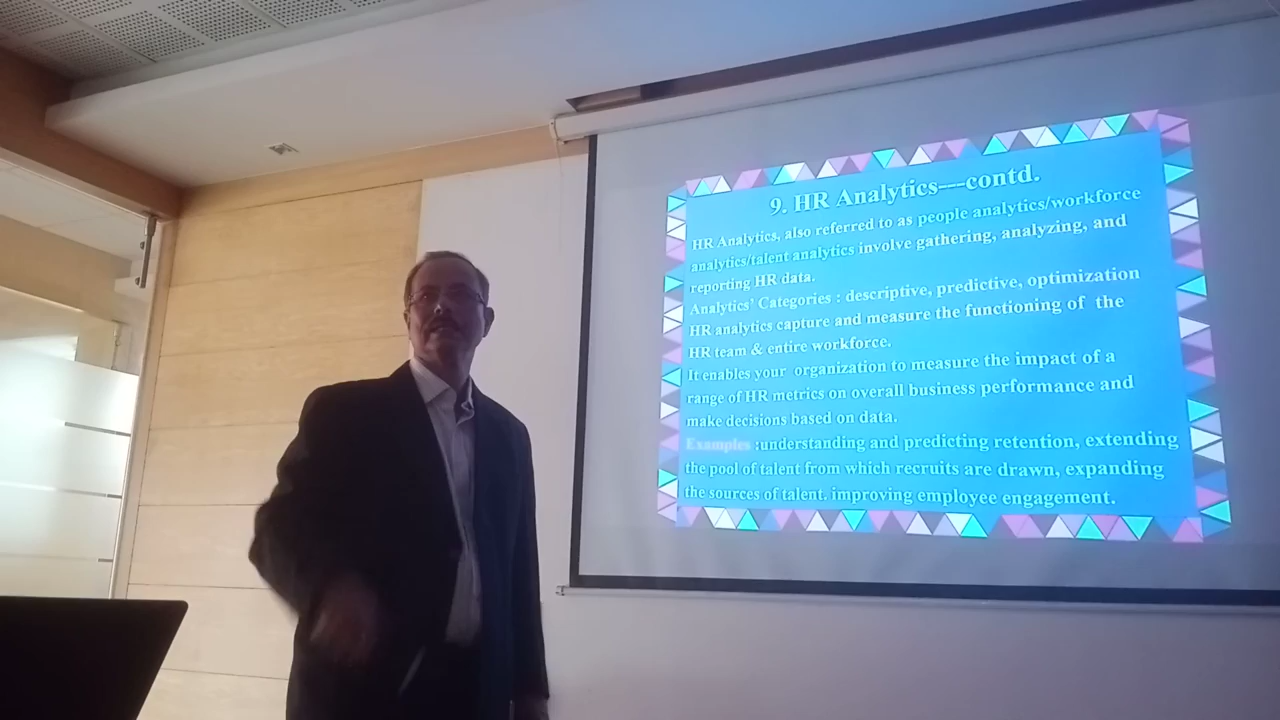 9. HR Analytics---contd.
HR Analytics, also referred to as people analytics/workforce
analytics/talent analytics involve gathering, analyzing, and
reporting HR data.
Analytics' Categories : descriptive, predictive, optimization
HR analytics capture and measure the functioning of the
HR team & entire workforce.
It enables your organization to measure the impact of a
range of HR metrics on overall business performance and
make decisions based on data.
Examples :understanding and predicting retention, extending
the pool of talent from which recruits are drawn, expanding
the sources of talent. improving employee engagement.